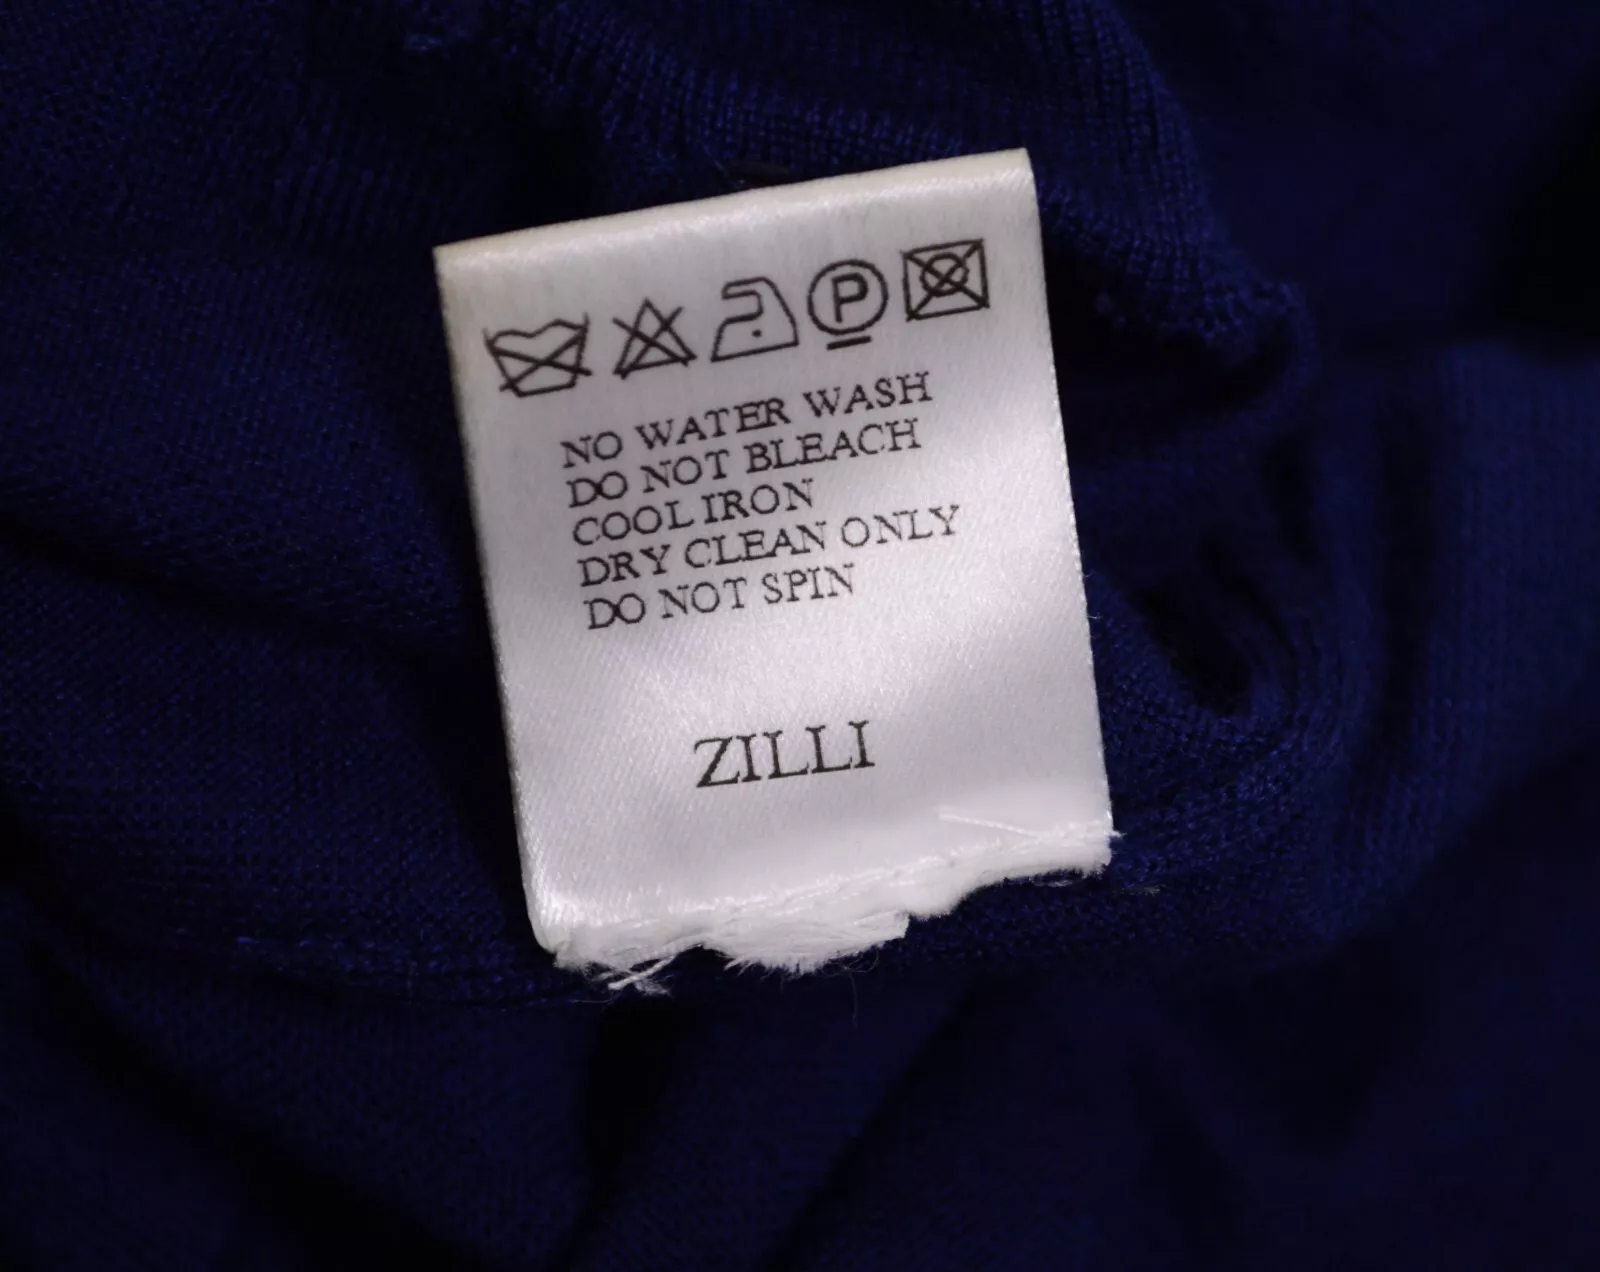 P
NO WATER WASH
DO NOT BLEACH
COOL IRON
DRY CLEAN ONLY
DO NOT SPIN
ZILLI